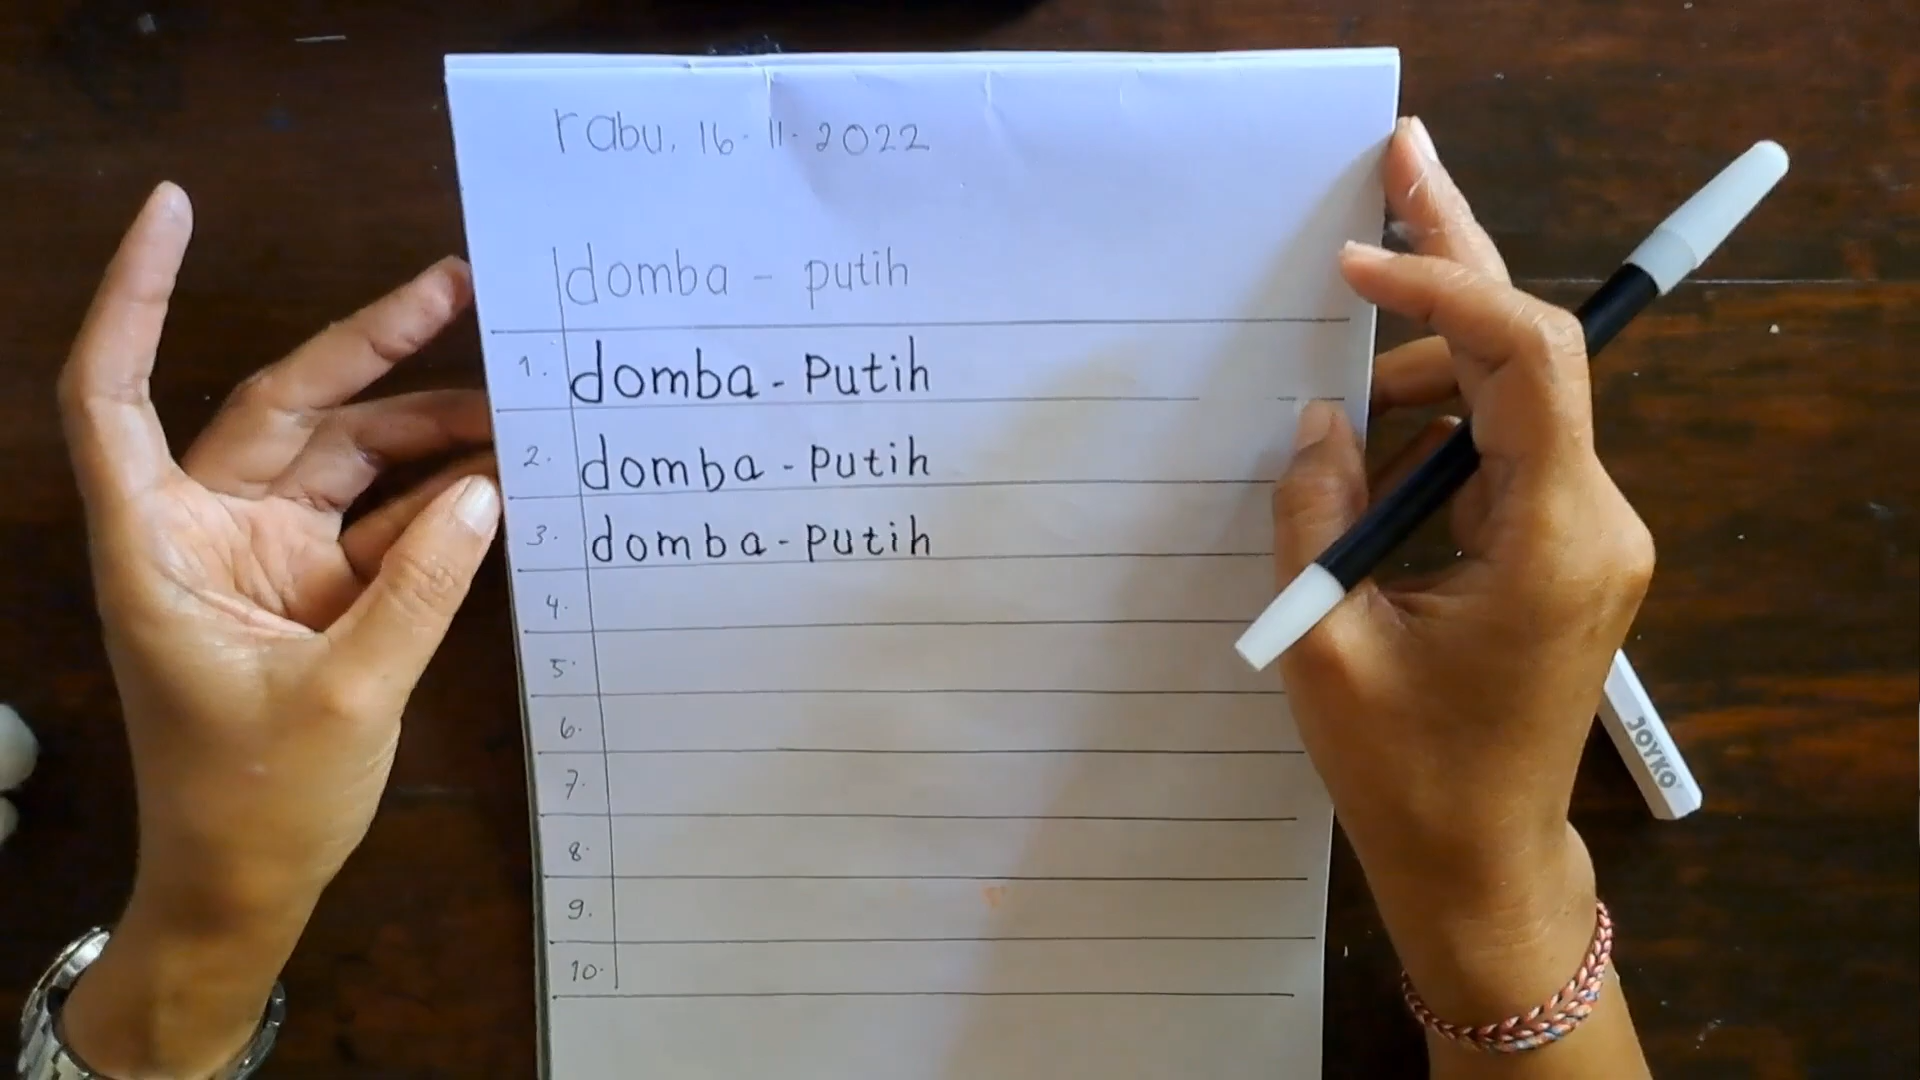 rabu, 16-11-2022
domba - putih
1. domba - Putih
2. domba - Putih
3. domba - Putih
4.
5.
6.
7.
8.
9.
10.
JOYKO